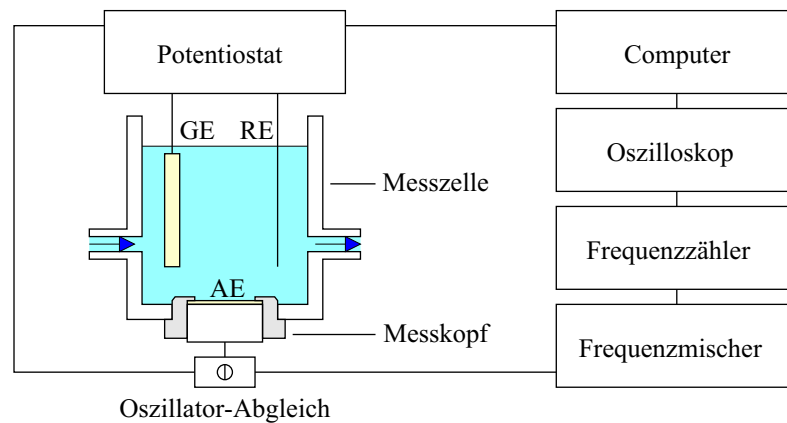 Potentiostat
Computer
GE RE
Oszilloskop
Messzelle
Frequenzzähler
AE
Messkopf
Frequenzmischer
Oszillator-Abgleich